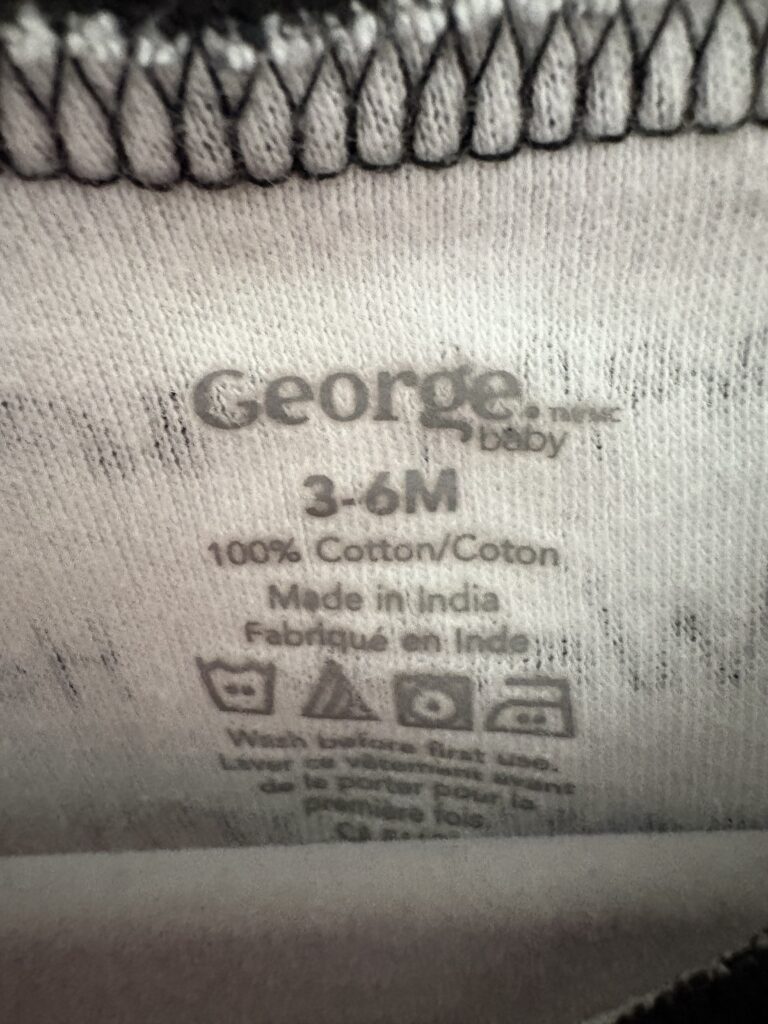 George.
baby
3-6M
100% Cotton/Coton
Made in India
Fabriqué en Inde
Wash before first use.
Laver ce vêtement avant
de le porter pour la
première fois.
CA